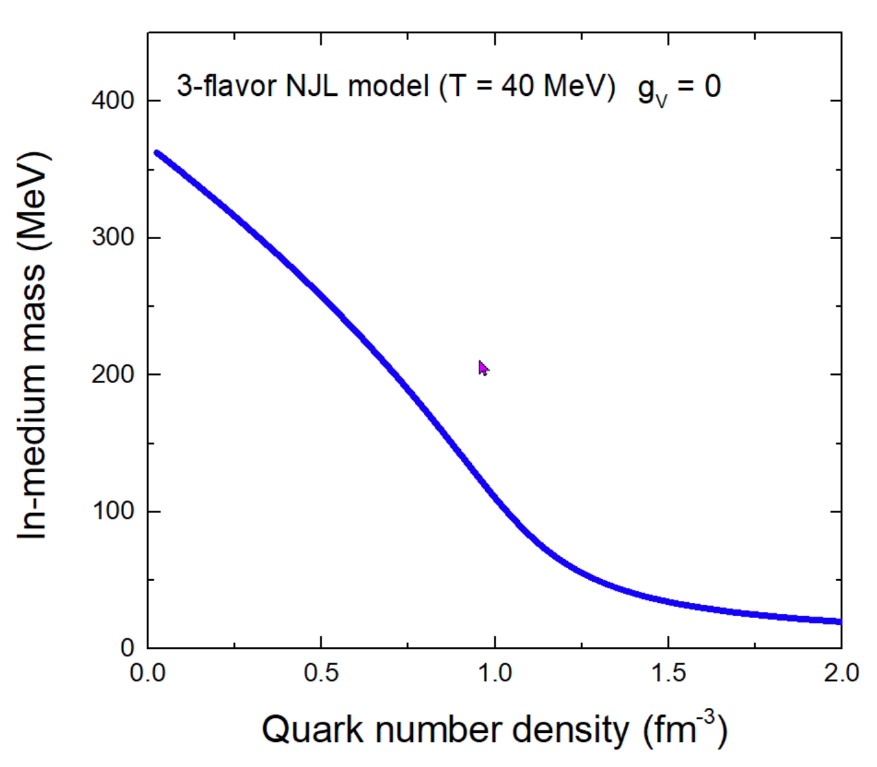 3-flavor NJL model (T = 40 MeV) gV = 0
400
300
200
100
0
In-medium mass (MeV)
0.0 0.5 1.0 1.5 2.0
Quark number density (fm-3)